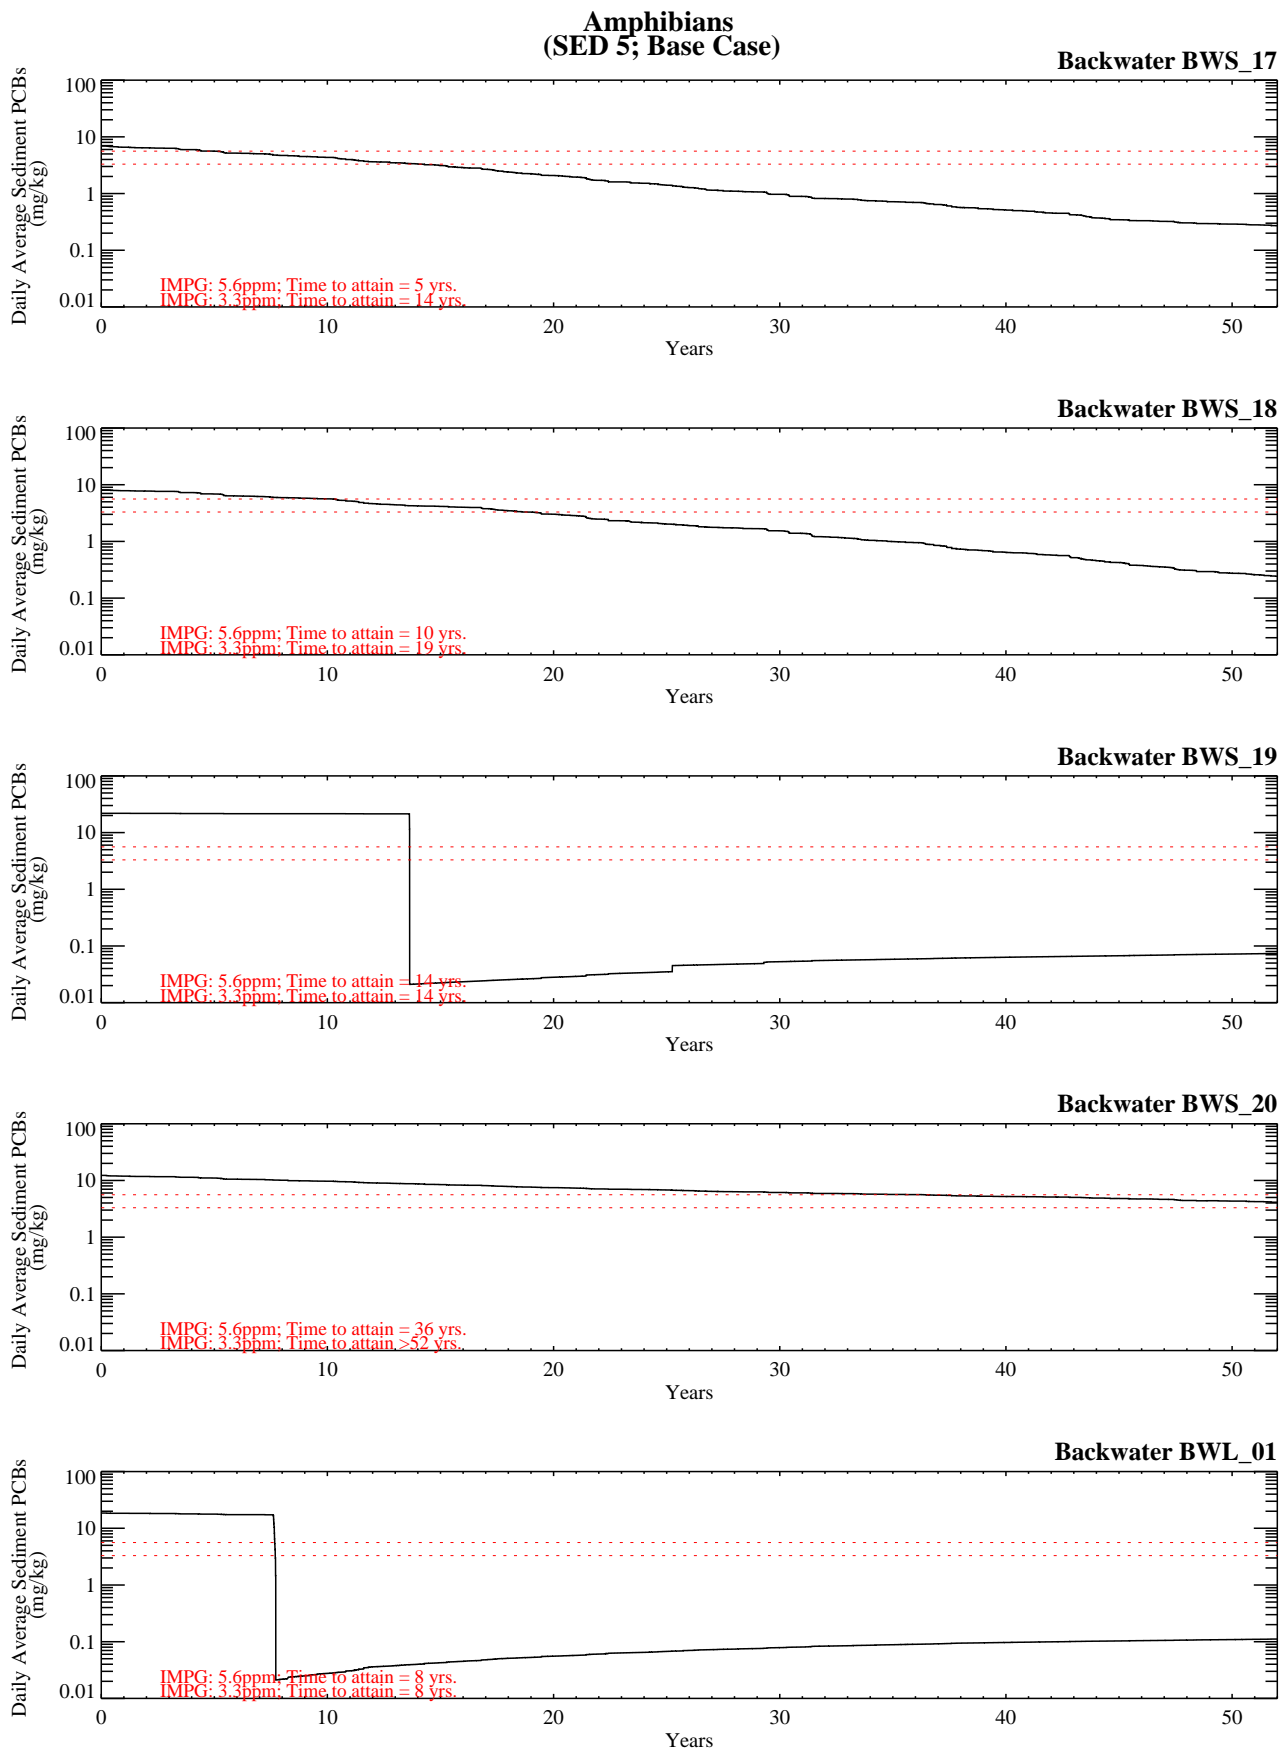 Amphibians
(SED 5; Base Case)
Backwater BWS_17
Daily Average Sediment PCBs
(mg/kg)
100
10
1
0.1
0.01
IMPG: 5.6ppm; Time to attain = 5 yrs.
IMPG: 3.3ppm; Time to attain = 14 yrs.
0 10 20 30 40 50
Years
Backwater BWS_18
Daily Average Sediment PCBs
(mg/kg)
100
10
1
0.1
0.01
IMPG: 5.6ppm; Time to attain = 10 yrs.
IMPG: 3.3ppm; Time to attain = 19 yrs.
0 10 20 30 40 50
Years
Backwater BWS_19
Daily Average Sediment PCBs
(mg/kg)
100
10
1
0.1
0.01
IMPG: 5.6ppm; Time to attain = 14 yrs.
IMPG: 3.3ppm; Time to attain = 14 yrs.
0 10 20 30 40 50
Years
Backwater BWS_20
Daily Average Sediment PCBs
(mg/kg)
100
10
1
0.1
0.01
IMPG: 5.6ppm; Time to attain = 36 yrs.
IMPG: 3.3ppm; Time to attain >52 yrs.
0 10 20 30 40 50
Years
Backwater BWL_01
Daily Average Sediment PCBs
(mg/kg)
100
10
1
0.1
0.01
IMPG: 5.6ppm; Time to attain = 8 yrs.
IMPG: 3.3ppm; Time to attain = 8 yrs.
0 10 20 30 40 50
Years